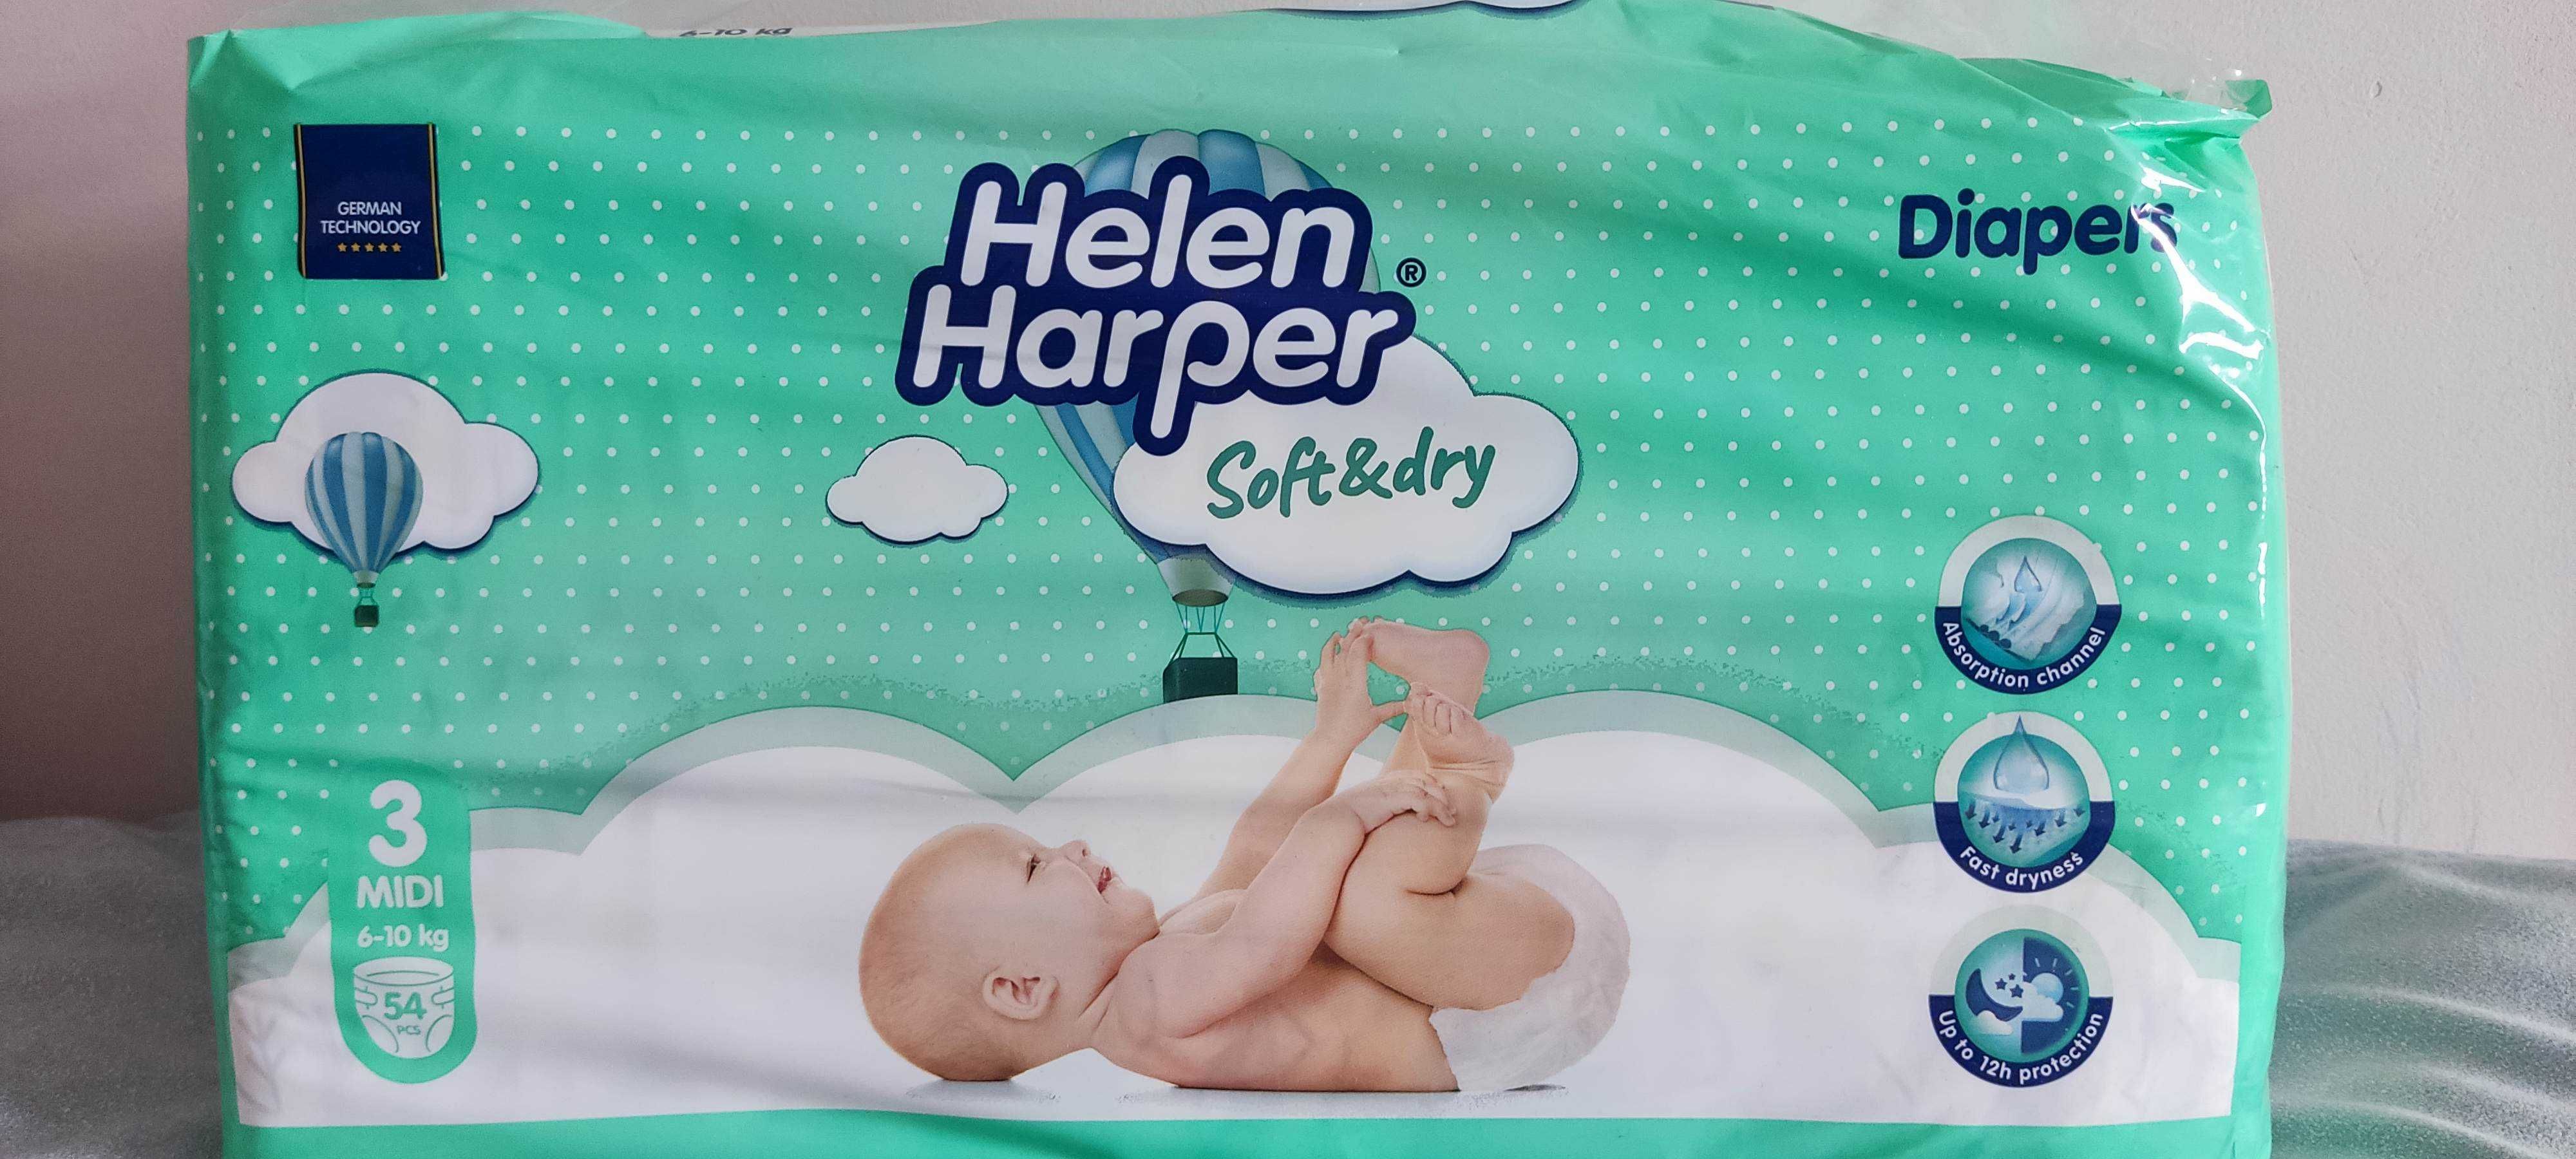 6-10 kg
GERMAN
TECHNOLOGY
Helen
Harper ®
Soft&dry
Diapers
Absorption channel
Fast dryness
Up to 12h protection
3
MIDI
6-10 kg
54
PCS